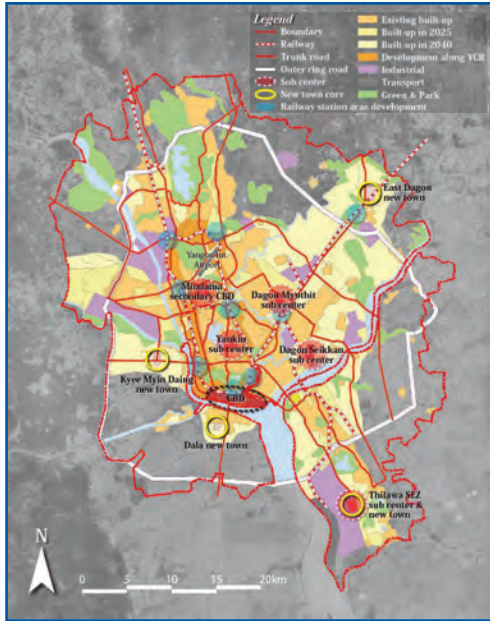 Legend
Boundary
Railway
Trunk road
Outer ring road
Sub center
New town core
Railway station arae development
Existing built-up
Built-up in 2025
Built-up in 2040
Development along YCR
Industrial
Transport
Green & Park
East Dagon
new town
Yangon Int.
Airport
Mindama
secondary CBD
Dagon Myothit
sub center
Yankin
sub center
Dagon Seikkan
sub center
Kyee Myin Daing
new town
CBD
Dala new town
Thilawa SEZ
sub center &
new town
N
0 5 10 15 20km